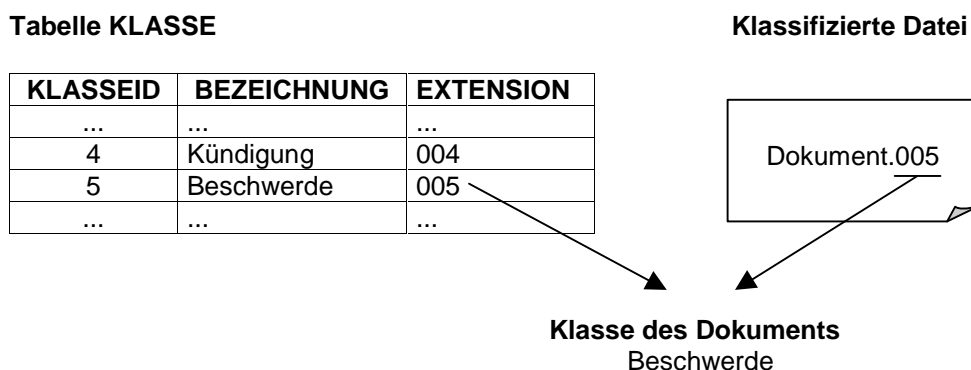 Tabelle KLASSE
Klassifizierte Datei
KLASSEID BEZEICHNUNG EXTENSION
... ... ...
4 Kündigung 004
5 Beschwerde 005
... ... ...
Dokument.005
Klasse des Dokuments
Beschwerde